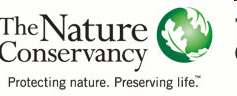 The Nature
Conservancy
Protecting nature. Preserving life.™